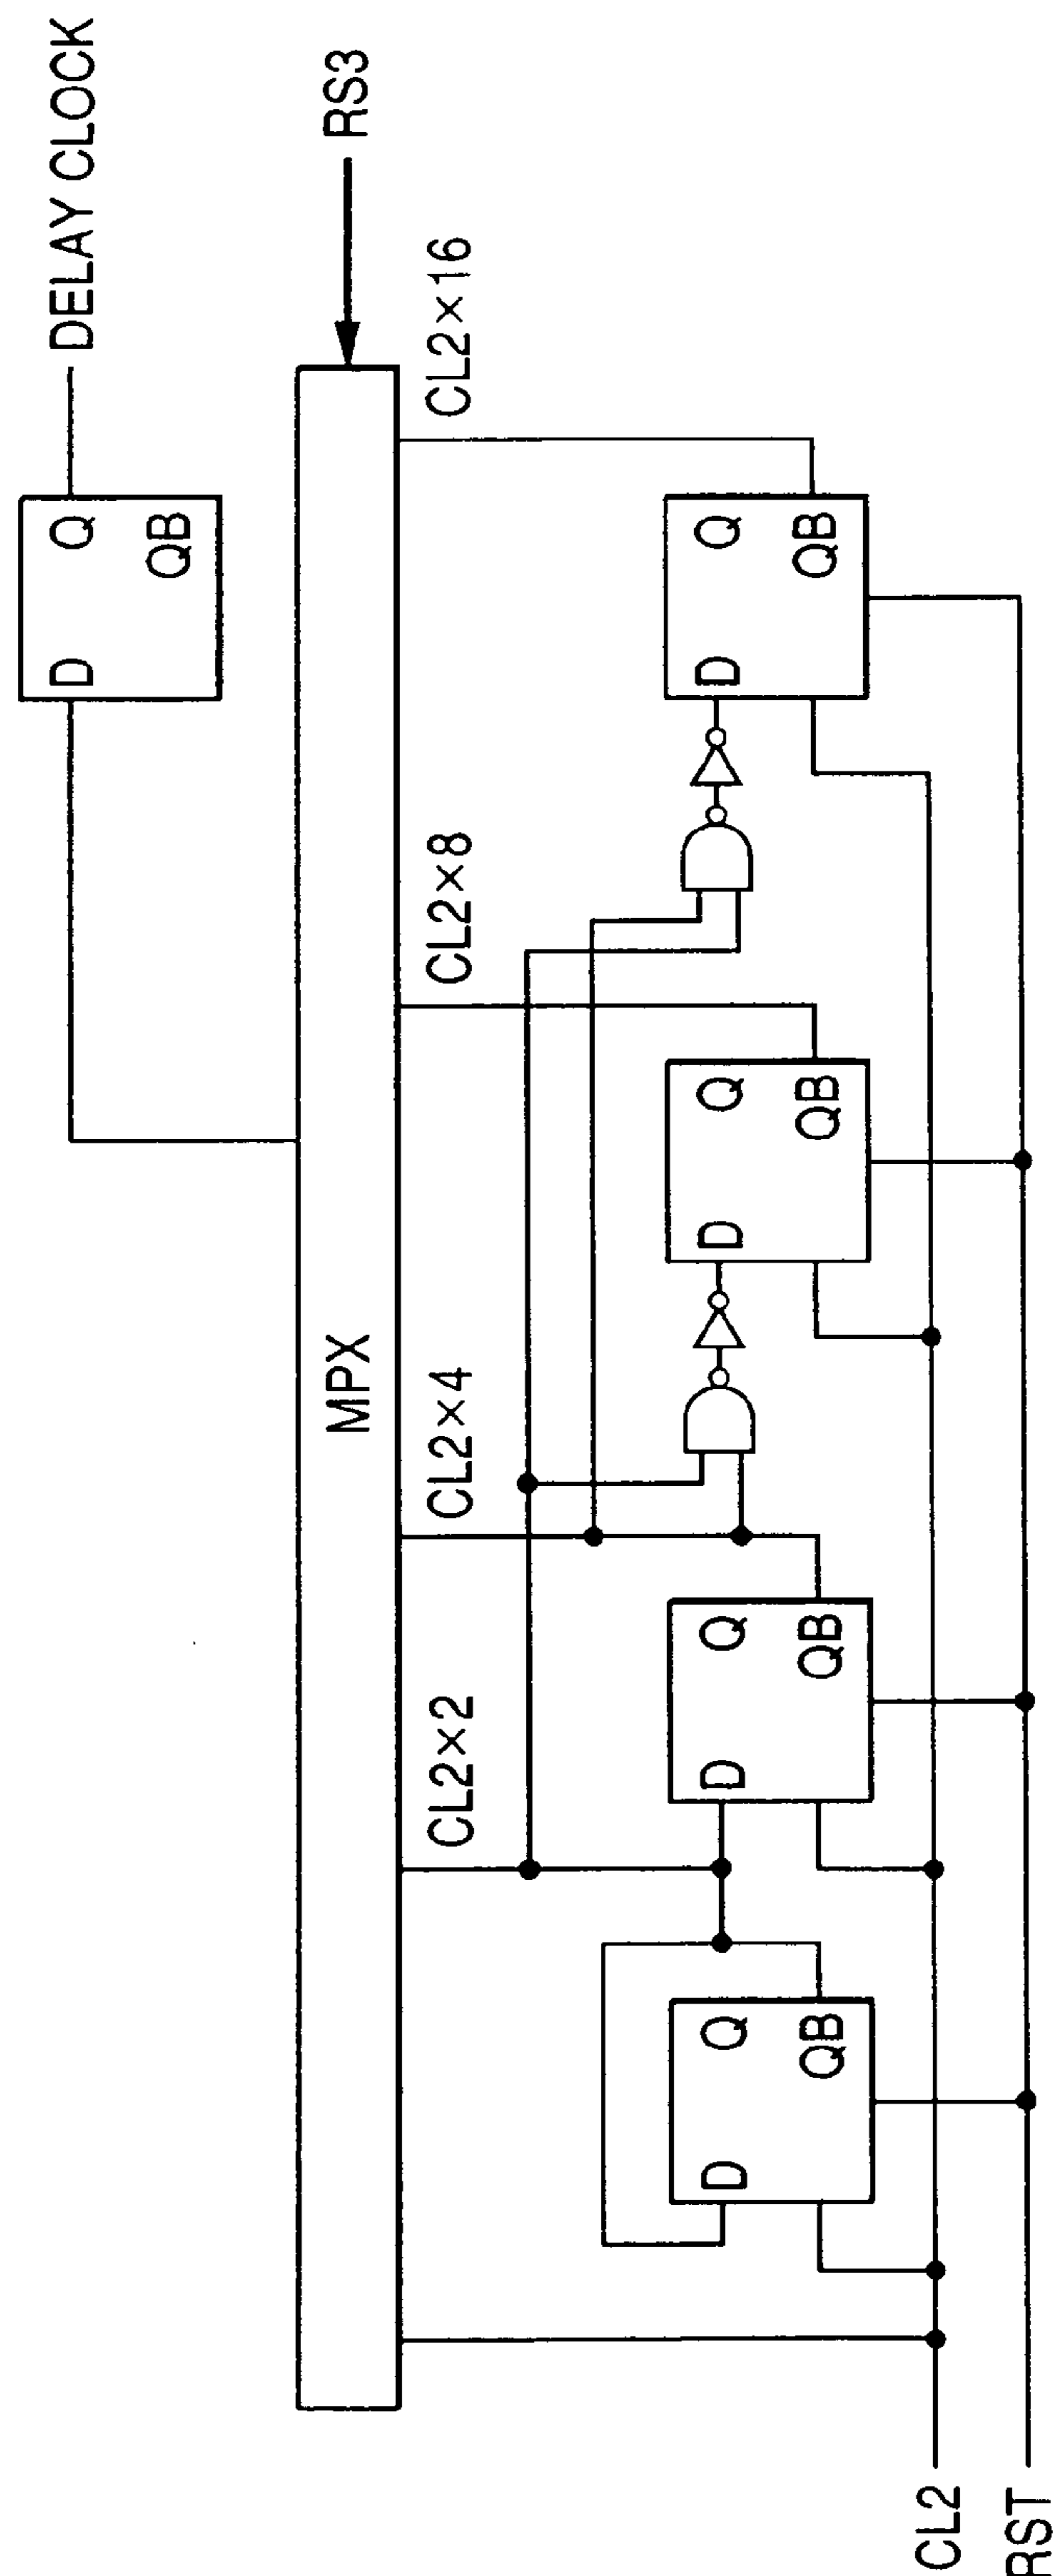 DELAY CLOCK
D Q
QB
RS3
MPX
CL2×2
CL2×4
CL2×8
CL2×16
D Q
QB
D Q
QB
D Q
QB
D Q
QB
CL2
RST